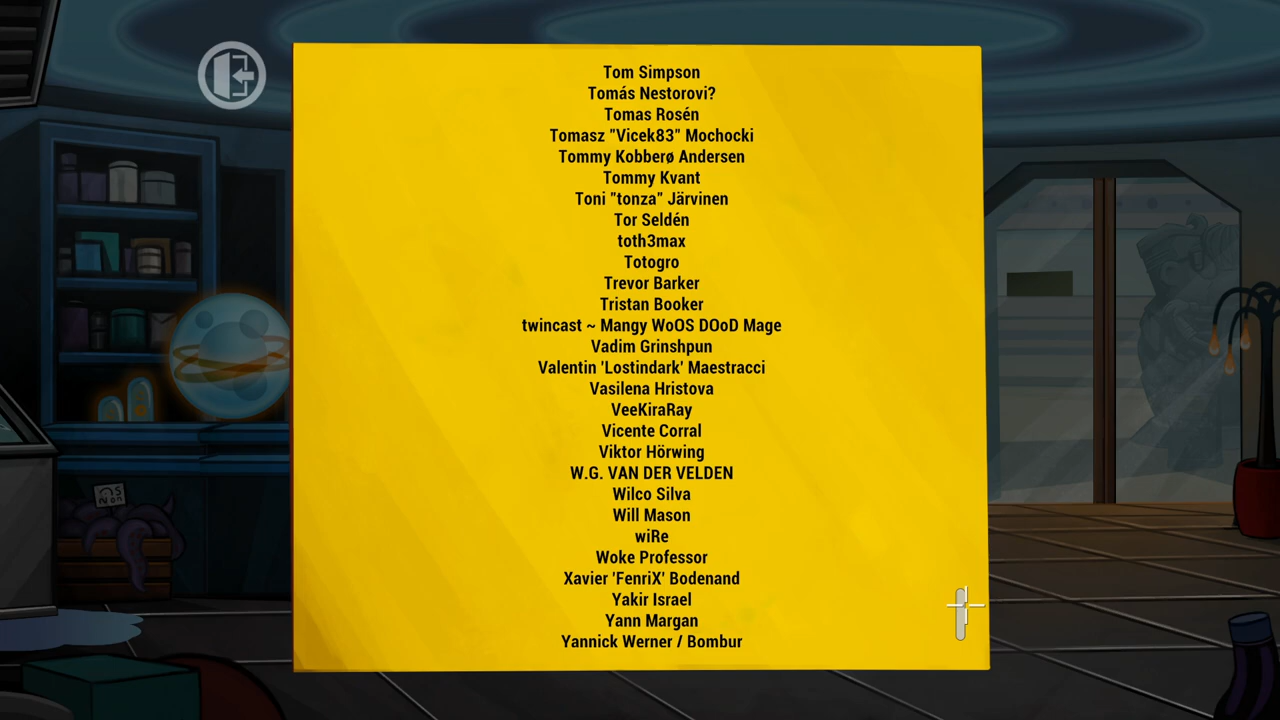 Tom Simpson
Tomás Nestorovi?
Tomas Rosén
Tomasz "Vicek83" Mochocki
Tommy Kobberø Andersen
Tommy Kvant
Toni "tonza" Järvinen
Tor Seldén
toth3max
Totogro
Trevor Barker
Tristan Booker
twincast ~ Mangy WoOS DOoD Mage
Vadim Grinshpun
Valentin 'Lostindark' Maestracci
Vasilena Hristova
VeeKiraRay
Vicente Corral
Viktor Hörwing
W.G. VAN DER VELDEN
Wilco Silva
Will Mason
wiRe
Woke Professor
Xavier 'FenriX' Bodenand
Yakir Israel
Yann Margan
Yannick Werner / Bombur